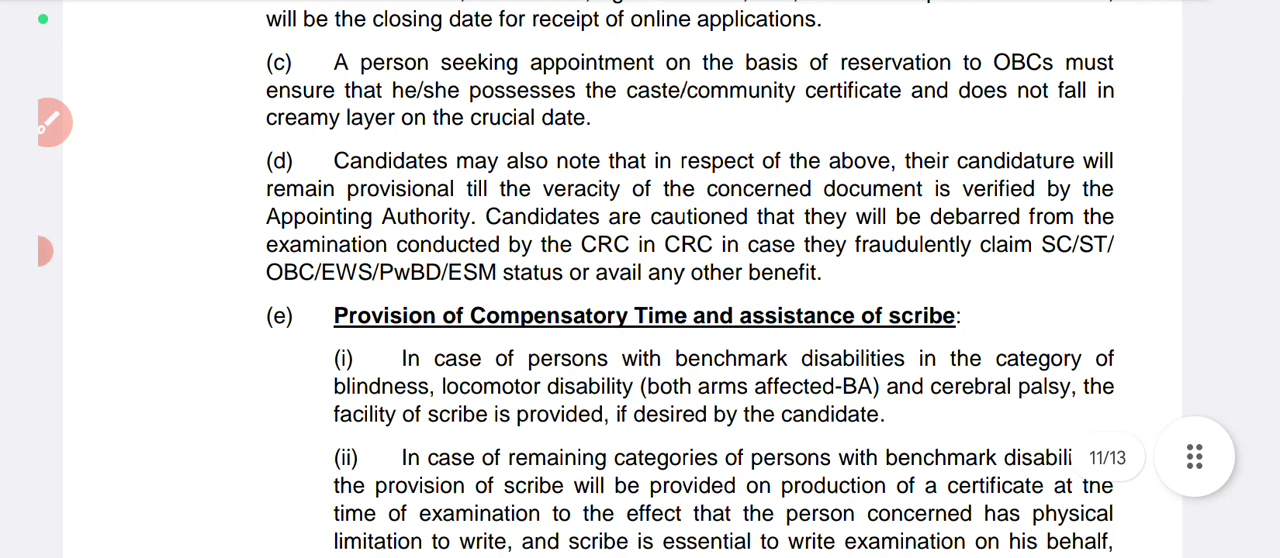 will be the closing date for receipt of online applications.
(c) A person seeking appointment on the basis of reservation to OBCs must
ensure that he/she possesses the caste/community certificate and does not fall in
creamy layer on the crucial date.
(d) Candidates may also note that in respect of the above, their candidature will
remain provisional till the veracity of the concerned document is verified by the
Appointing Authority. Candidates are cautioned that they will be debarred from the
examination conducted by the CRC in CRC in case they fraudulently claim SC/ST/
OBC/EWS/PwBD/ESM status or avail any other benefit.
(e) Provision of Compensatory Time and assistance of scribe:
(i) In case of persons with benchmark disabilities in the category of
blindness, locomotor disability (both arms affected-BA) and cerebral palsy, the
facility of scribe is provided, if desired by the candidate.
(ii) In case of remaining categories of persons with benchmark disabili 11/13
the provision of scribe will be provided on production of a certificate at the
time of examination to the effect that the person concerned has physical
limitation to write, and scribe is essential to write examination on his behalf,